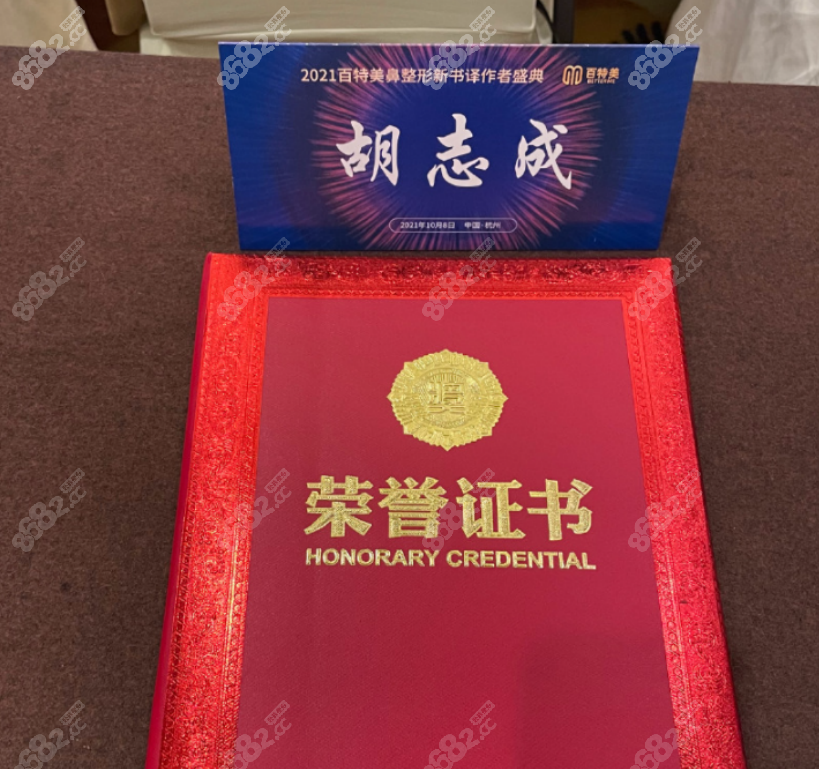 2021百特美鼻整形新书译作者盛典
百特美
胡志成
2021年10月8日 中国·杭州
荣誉证书
HONORARY CREDENTIAL
8682.cc